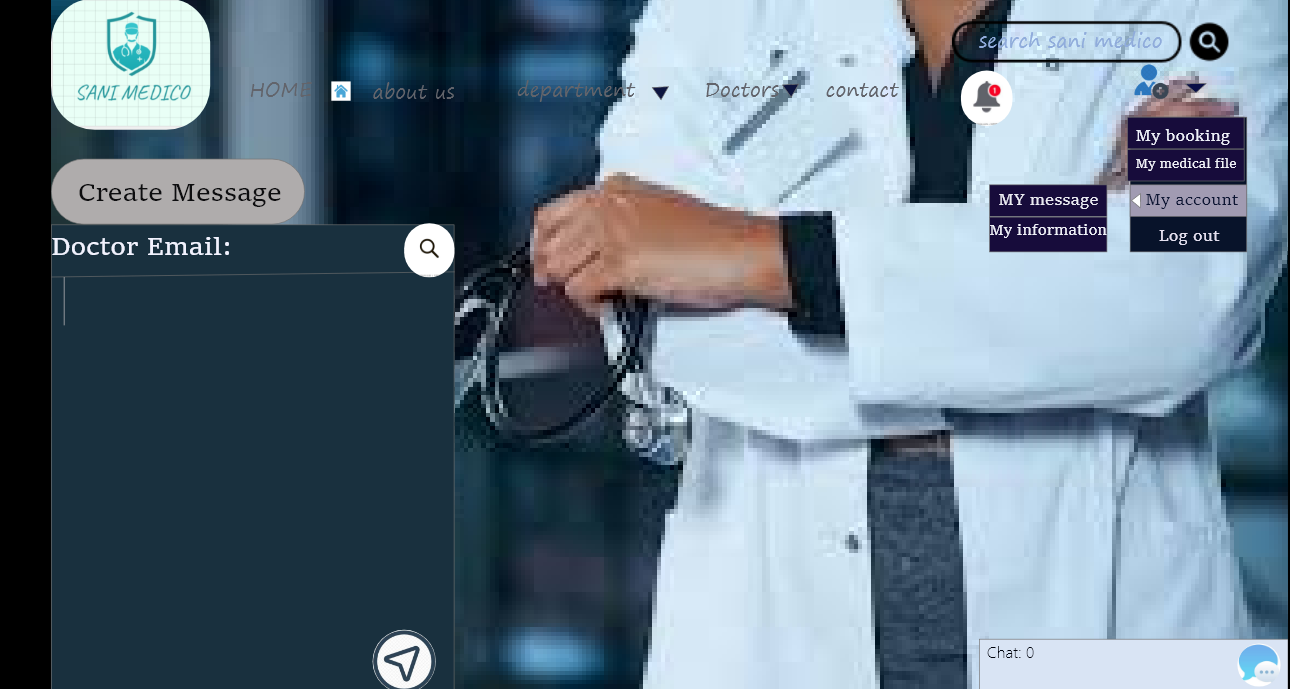 SANI MEDICO
HOME
about us
department
Doctors
contact
search sani medico
1
My booking
My medical file
My account
Log out
MY message
My information
Create Message
Doctor Email:
Chat: 0